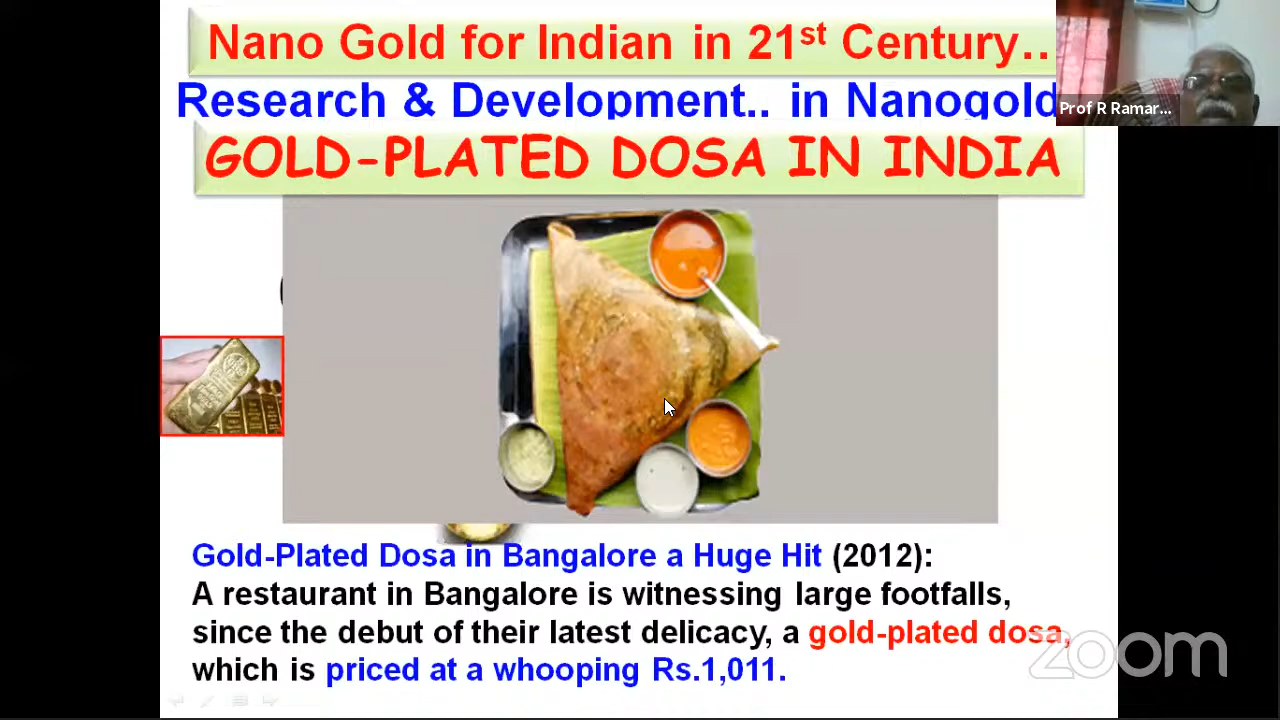 Nano Gold for Indian in 21st Century..
Research & Development.. in Nanogold
Prof R Ramar...
GOLD-PLATED DOSA IN INDIA
Gold-Plated Dosa in Bangalore a Huge Hit (2012):
A restaurant in Bangalore is witnessing large footfalls,
since the debut of their latest delicacy, a gold-plated dosa,
which is priced at a whooping Rs.1,011.
zoom